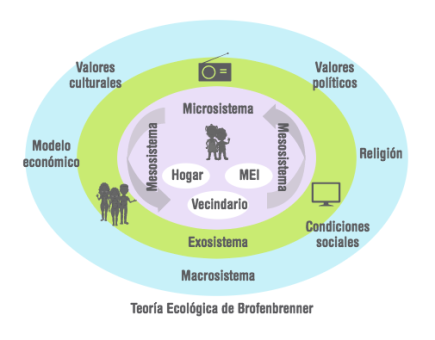 Valores
culturales
Valores
políticos
Microsistema
Mesosistema
Mesosistema
Modelo
económico
Religión
Hogar
MEI
Vecindario
Condiciones
sociales
Exosistema
Macrosistema
Teoría Ecológica de Brofenbrenner